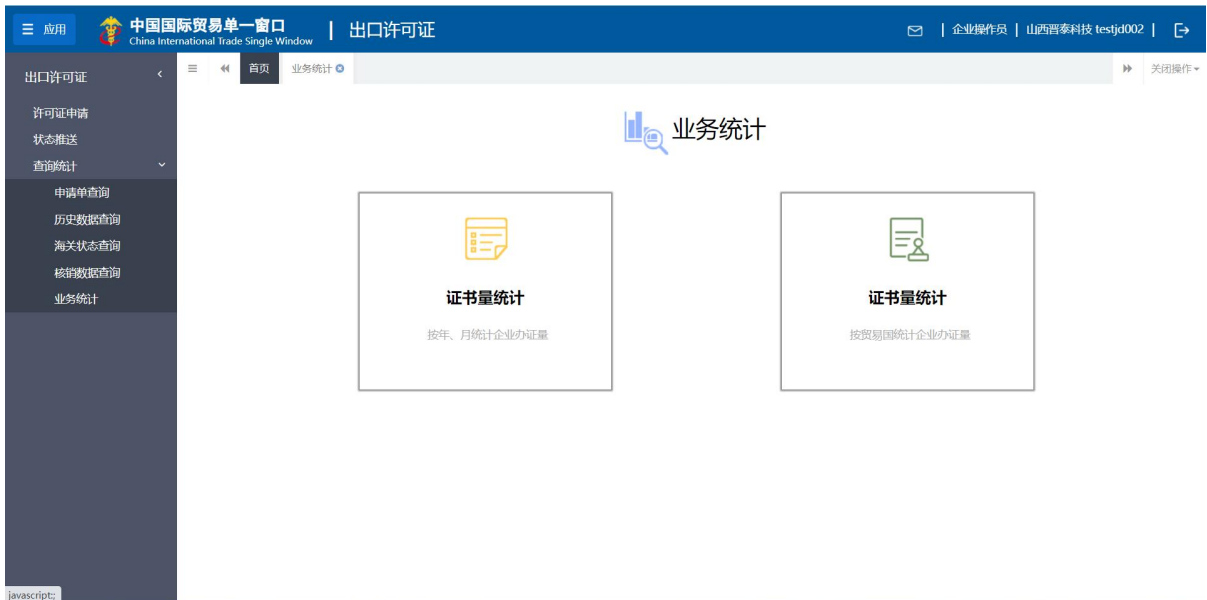 应用
中国国际贸易单一窗口
China International Trade Single Window
出口许可证
企业操作员
山西晋泰科技 testjd002
出口许可证
首页
业务统计
关闭操作
许可证申请
状态推送
查询统计
申请单查询
历史数据查询
海关状态查询
核销数据查询
业务统计
业务统计
证书量统计
按年、月统计企业办证量
证书量统计
按贸易国统计企业办证量
javascript:;